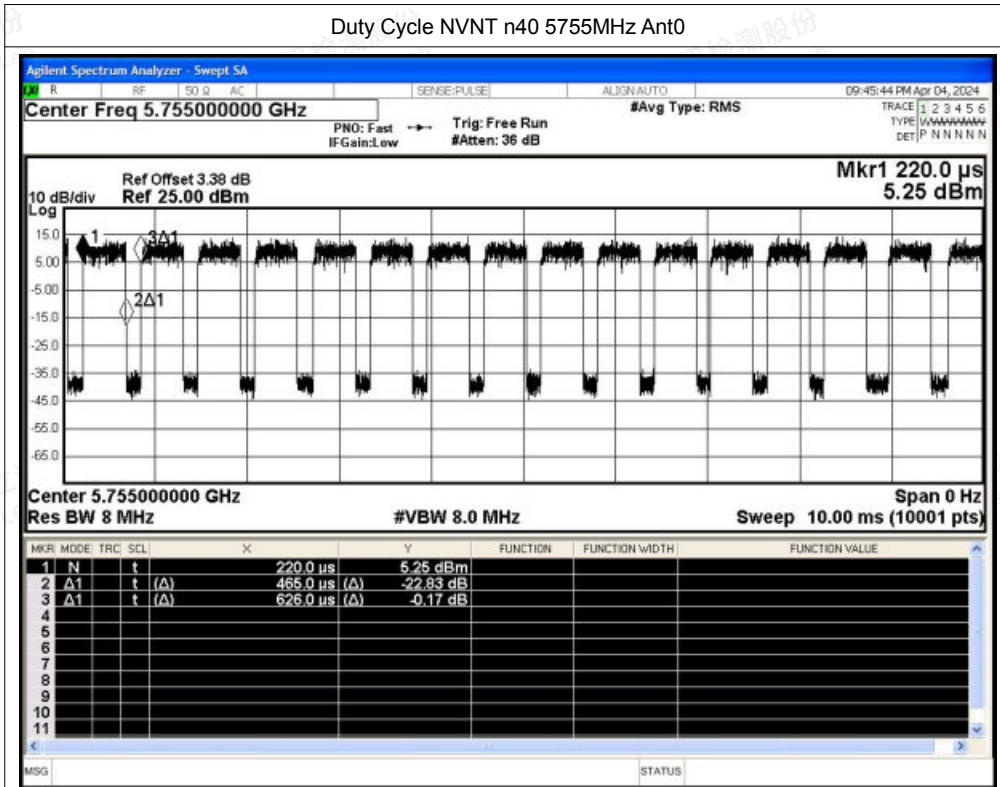 Duty Cycle NVNT n40 5755MHz Ant0
Agilent Spectrum Analyzer - Swept SA
R RF 50 Ω AC SENSE:PULSE ALIGN AUTO 09:45:44 PM Apr 04, 2024
Center Freq 5.755000000 GHz #Avg Type: RMS TRACE 1 2 3 4 5 6
PNO: Fast Trig: Free Run TYPE
IFGain:Low #Atten: 36 dB DET P N N N N N
Mkr1 220.0 µs
Ref Offset 3.38 dB
10 dB/div Ref 25.00 dBm 5.25 dBm
Log
15.0
1 3Δ1
5.00
-5.00
2Δ1
-15.0
-25.0
-35.0
-45.0
-55.0
-65.0
Center 5.755000000 GHz Span 0 Hz
Res BW 8 MHz #VBW 8.0 MHz Sweep 10.00 ms (10001 pts)
MKR MODE TRC SCL X Y FUNCTION FUNCTION WIDTH FUNCTION VALUE
1 N t 220.0 µs 5.25 dBm
2 Δ1 t (Δ) 465.0 µs (Δ) -22.83 dB
3 Δ1 t (Δ) 626.0 µs (Δ) -0.17 dB
4
5
6
7
8
9
10
11
MSG STATUS